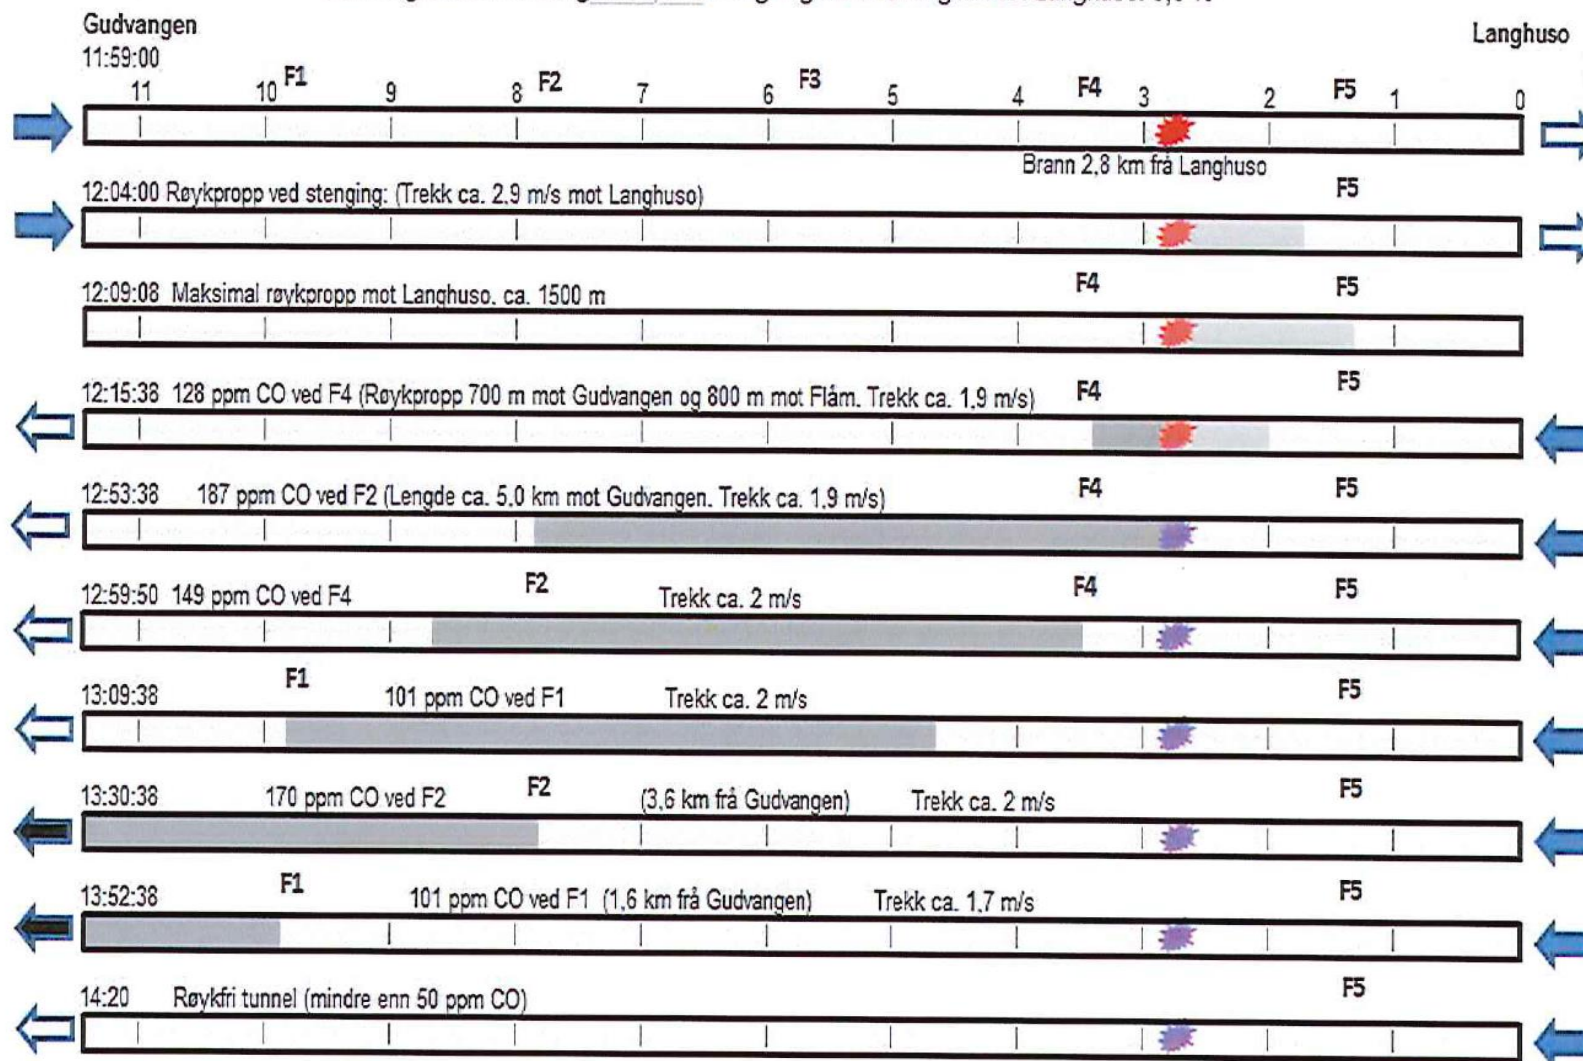 Gudvangen
Langhuso
11:59:00
11 10 F1 9 8 F2 7 F3 6 5 4 F4 3 2 F5 1 0
Brann 2,8 km frå Langhuso
12:04:00 Røykpropp ved stenging: (Trekk ca. 2,9 m/s mot Langhuso) F5
12:09:08 Maksimal røykpropp mot Langhuso. ca. 1500 m F4 F5
12:15:38 128 ppm CO ved F4 (Røykpropp 700 m mot Gudvangen og 800 m mot Flåm. Trekk ca. 1,9 m/s) F4 F5
12:53:38 187 ppm CO ved F2 (Lengde ca. 5,0 km mot Gudvangen. Trekk ca. 1,9 m/s) F4 F5
12:59:50 149 ppm CO ved F4 F2 Trekk ca. 2 m/s F4 F5
13:09:38 F1 101 ppm CO ved F1 Trekk ca. 2 m/s F5
13:30:38 170 ppm CO ved F2 F2 (3,6 km frå Gudvangen) Trekk ca. 2 m/s F5
13:52:38 F1 101 ppm CO ved F1 (1,6 km frå Gudvangen) Trekk ca. 1,7 m/s F5
14:20 Røykfri tunnel (mindre enn 50 ppm CO) F5